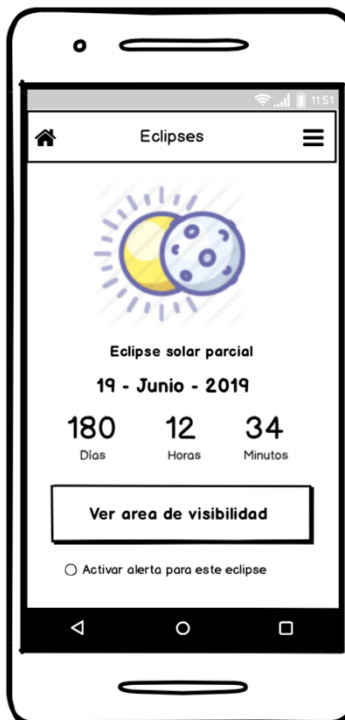 11:51
Eclipses
Eclipse solar parcial
19 - Junio - 2019
180 12 34
Días Horas Minutos
Ver area de visibilidad
Activar alerta para este eclipse